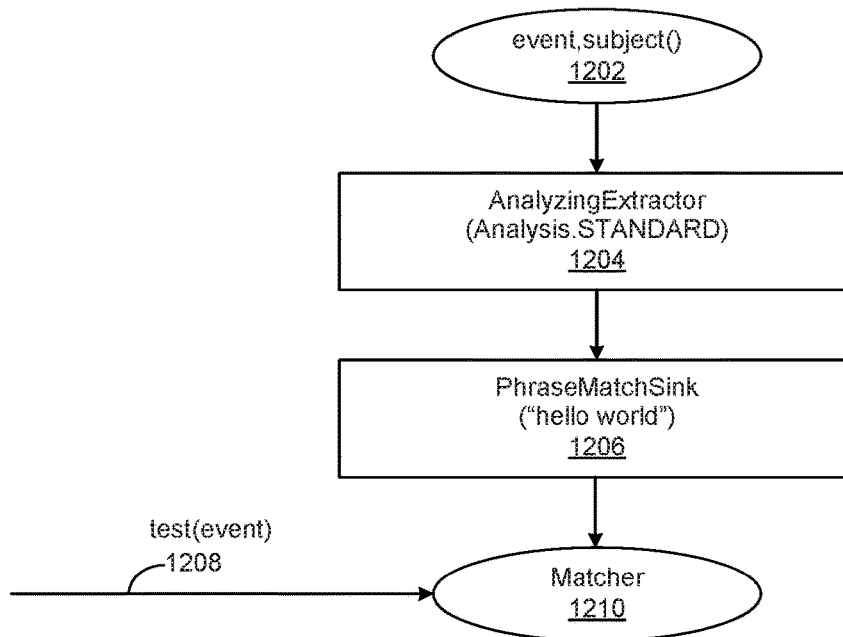 event,subject()
1202
AnalyzingExtractor
(Analysis.STANDARD)
1204
PhraseMatchSink
(“hello world”)
1206
test(event)
1208
Matcher
1210